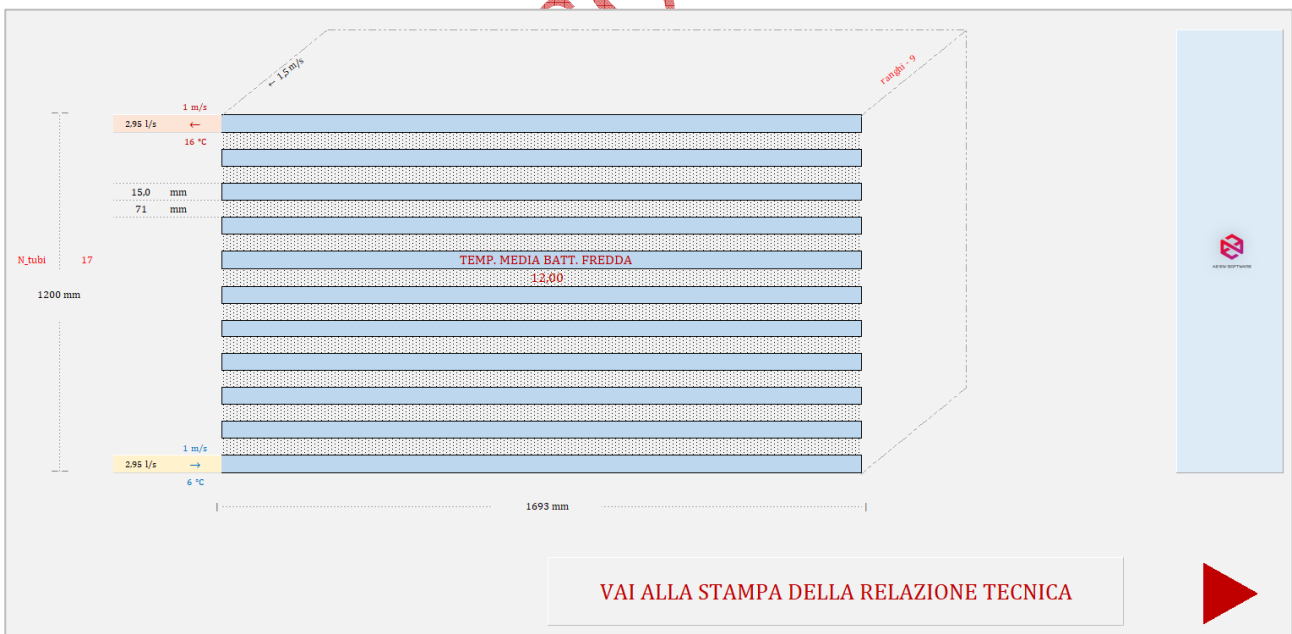 ← 1,5 m/s
ranghi - 9
1 m/s
2,95 l/s ←
16 °C
15,0 mm
71 mm
N_tubi 17
TEMP. MEDIA BATT. FREDDA
12,00
1200 mm
1 m/s
2,95 l/s →
6 °C
1693 mm
VAI ALLA STAMPA DELLA RELAZIONE TECNICA